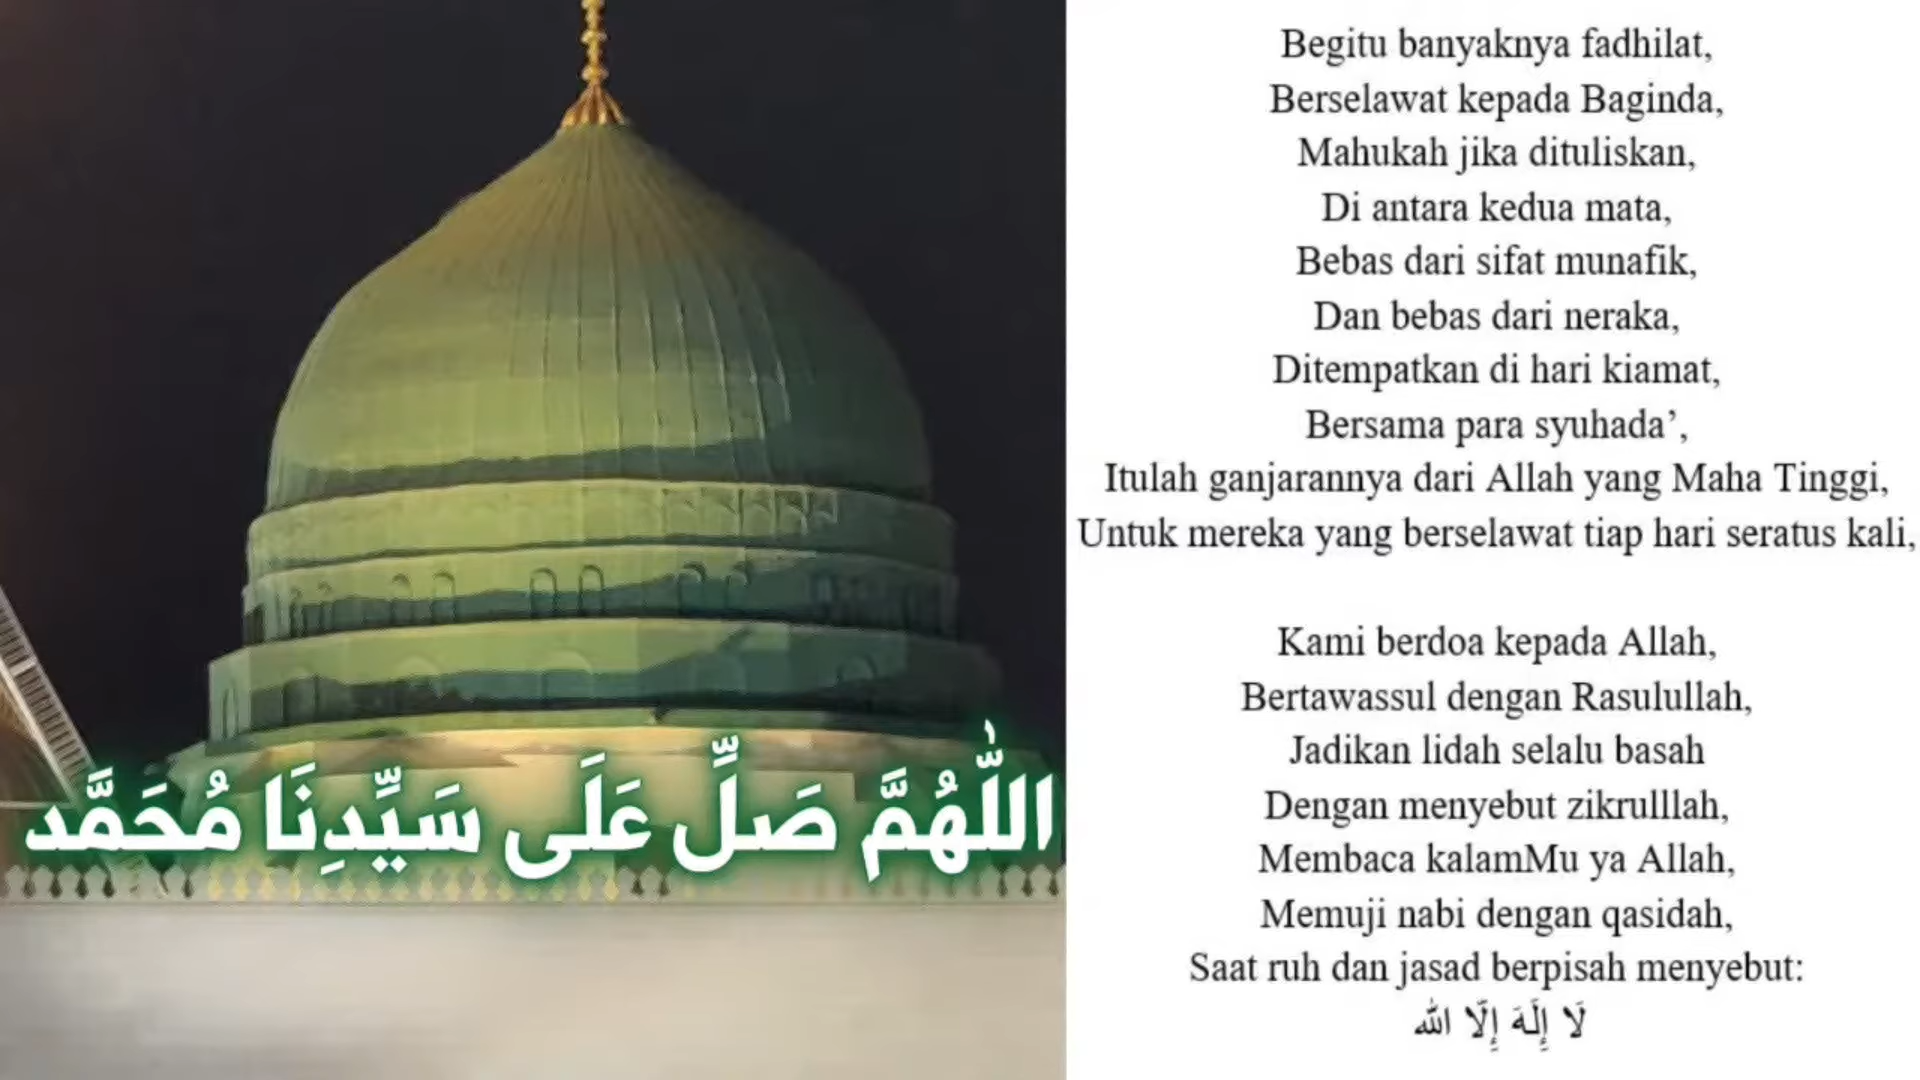 اللّٰهُمَّ صَلِّ عَلَى سَيِّدِنَا مُحَمَّد
Begitu banyaknya fadhilat,
Berselawat kepada Baginda,
Mahukah jika dituliskan,
Di antara kedua mata,
Bebas dari sifat munafik,
Dan bebas dari neraka,
Ditempatkan di hari kiamat,
Bersama para syuhada’,
Itulah ganjarannya dari Allah yang Maha Tinggi,
Untuk mereka yang berselawat tiap hari seratus kali,
Kami berdoa kepada Allah,
Bertawassul dengan Rasulullah,
Jadikan lidah selalu basah
Dengan menyebut zikrulllah,
Membaca kalamMu ya Allah,
Memuji nabi dengan qasidah,
Saat ruh dan jasad berpisah menyebut:
لَا إِلَهَ إِلَّا الله